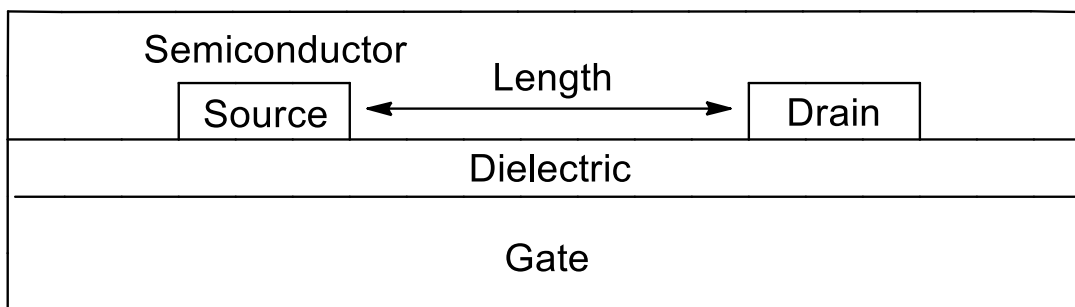 Semiconductor
Length
Source
Drain
Dielectric
Gate